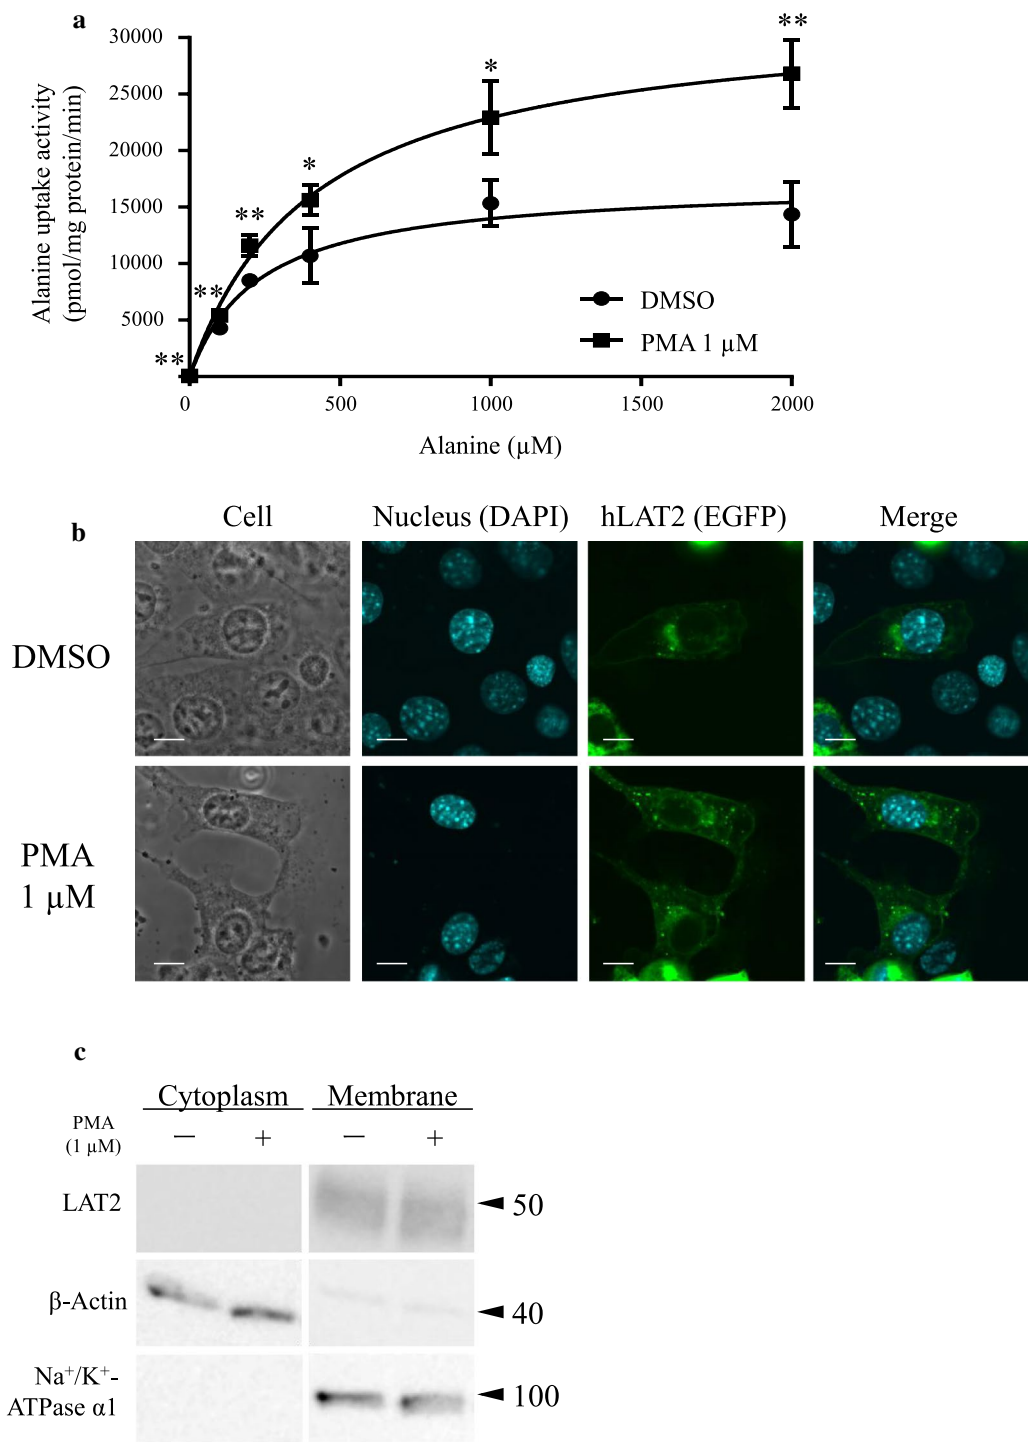 a
30000
25000
20000
15000
10000
5000
Alanine uptake activity
(pmol/mg protein/min)
**
**
**
*
*
**
DMSO
PMA 1 µM
0
500
1000
1500
2000
Alanine (µM)
b
Cell
Nucleus (DAPI)
hLAT2 (EGFP)
Merge
DMSO
PMA
1 µM
c
Cytoplasm
Membrane
PMA
(1 µM)
— + — +
LAT2
50
β-Actin
40
Na⁺/K⁺-
ATPase α1
100